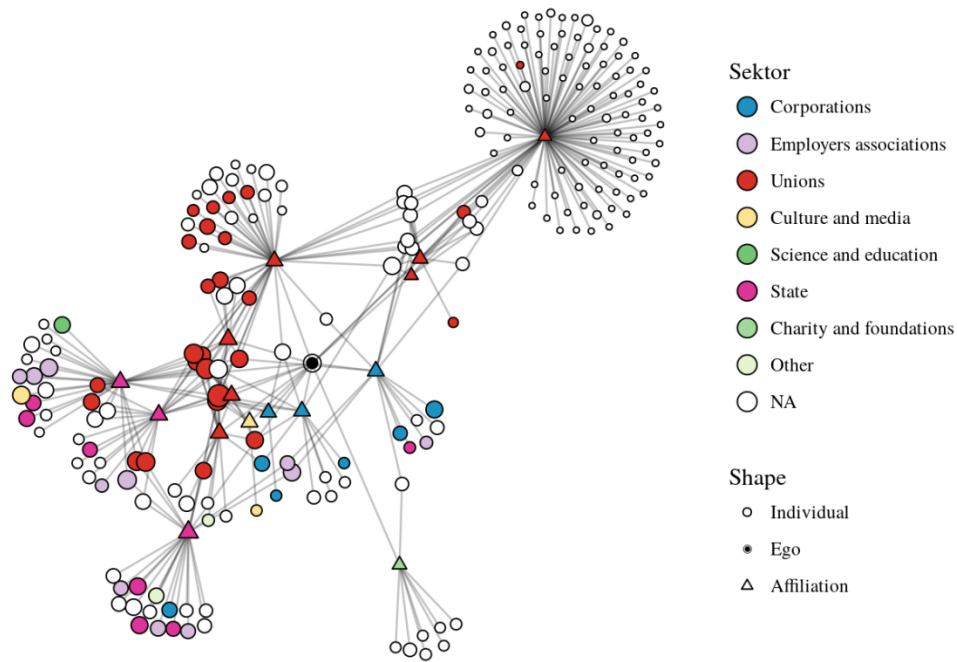 Sektor
Corporations
Employers associations
Unions
Culture and media
Science and education
State
Charity and foundations
Other
NA
Shape
Individual
Ego
Affiliation